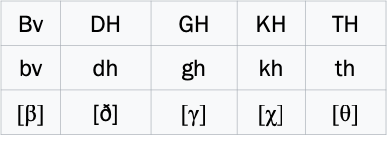 Bv DH GH KH TH
bv dh gh kh th
[β] [ð] [γ] [χ] [θ]